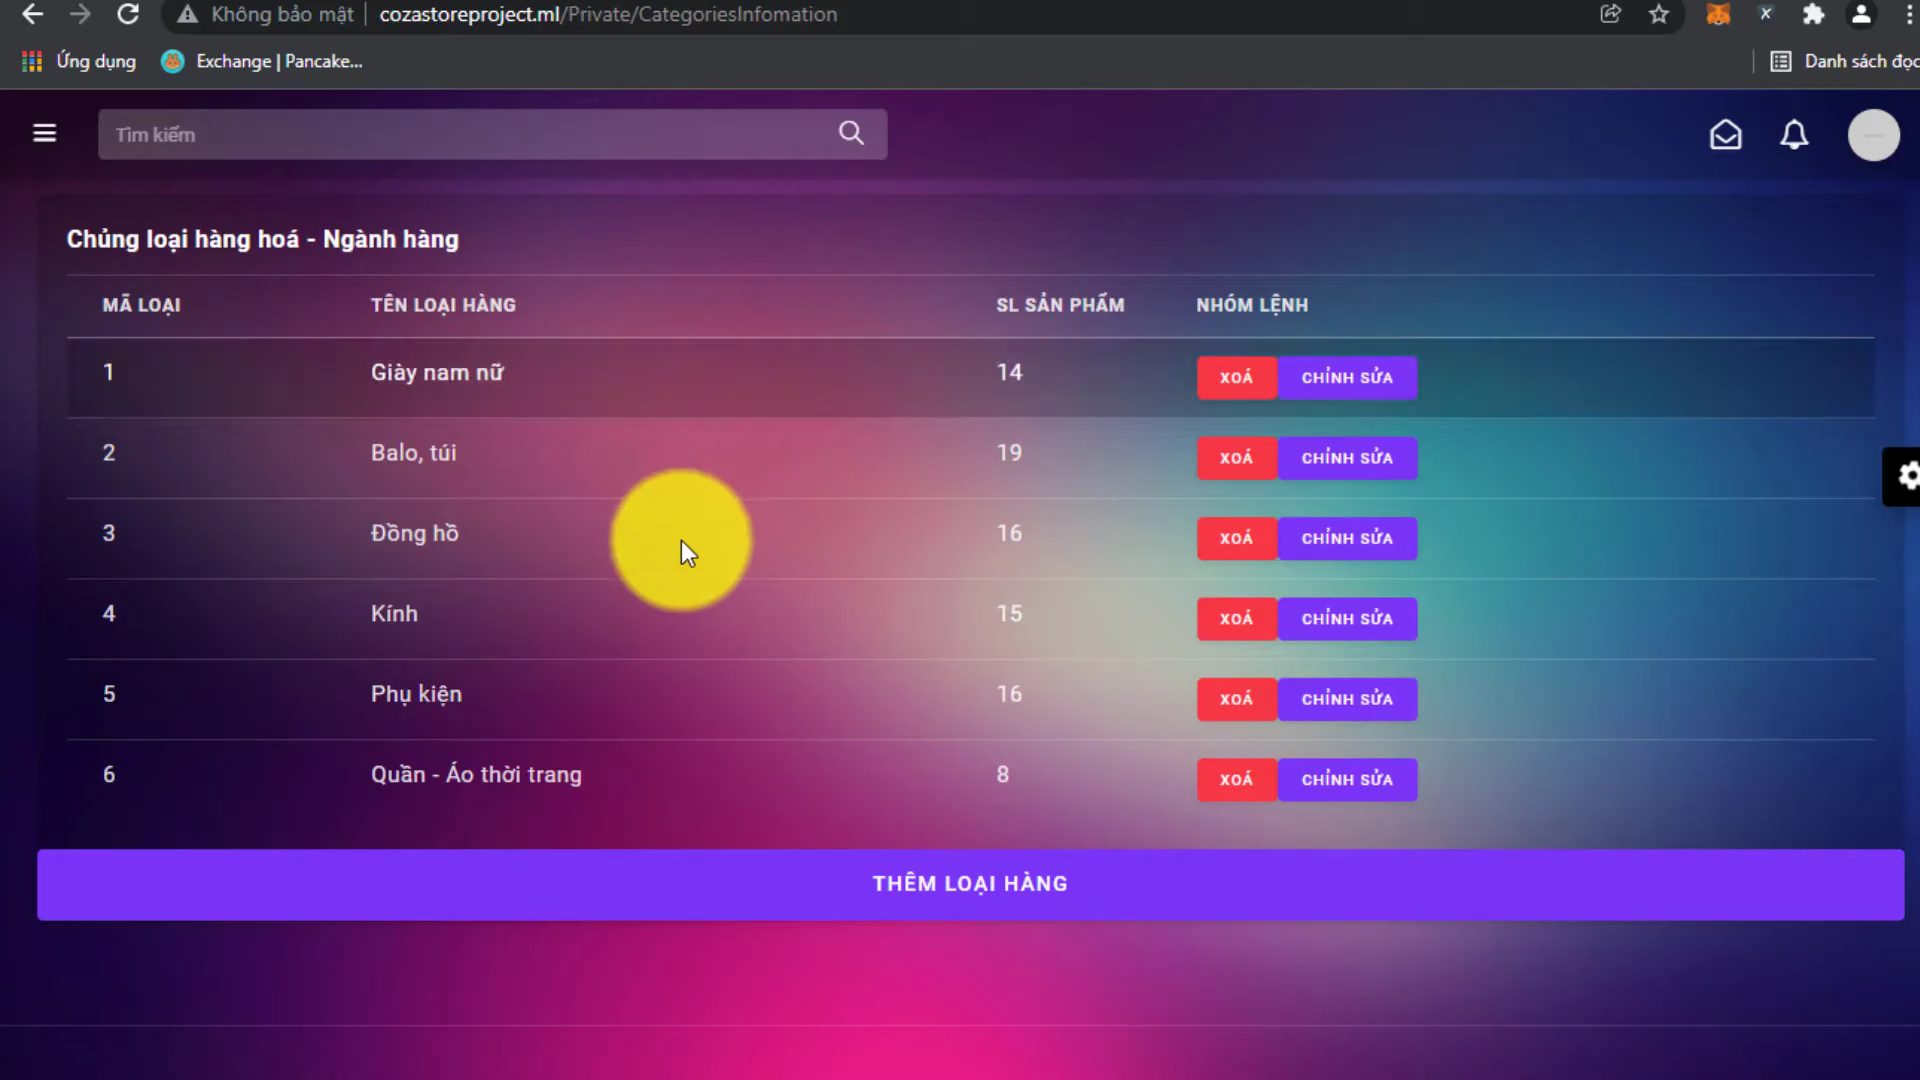 Không bảo mật cozastoreproject.ml/Private/CategoriesInfomation
Ứng dụng Exchange | Pancake... Danh sách đọc
Tìm kiếm
Chủng loại hàng hoá - Ngành hàng
MÃ LOẠI TÊN LOẠI HÀNG SL SẢN PHẨM NHÓM LỆNH
1 Giày nam nữ 14 XOÁ CHỈNH SỬA
2 Balo, túi 19 XOÁ CHỈNH SỬA
3 Đồng hồ 16 XOÁ CHỈNH SỬA
4 Kính 15 XOÁ CHỈNH SỬA
5 Phụ kiện 16 XOÁ CHỈNH SỬA
6 Quần - Áo thời trang 8 XOÁ CHỈNH SỬA
THÊM LOẠI HÀNG